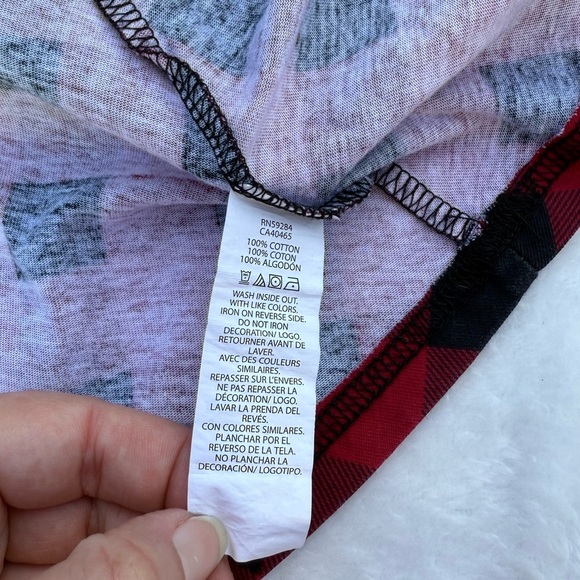 RN59284
CA40465
100% COTTON
100% COTON
100% ALGODÓN
WASH INSIDE OUT.
WITH LIKE COLORS.
IRON ON REVERSE SIDE.
DO NOT IRON
DECORATION/ LOGO.
RETOURNER AVANT DE
LAVER.
AVEC DES COULEURS
SIMILAIRES.
REPASSER SUR L'ENVERS.
NE PAS REPASSER LA
DÉCORATION/ LOGO.
LAVAR LA PRENDA DEL
REVÉS.
CON COLORES SIMILARES.
PLANCHAR POR EL
REVERSO DE LA TELA.
NO PLANCHAR LA
DECORACIÓN/ LOGOTIPO.